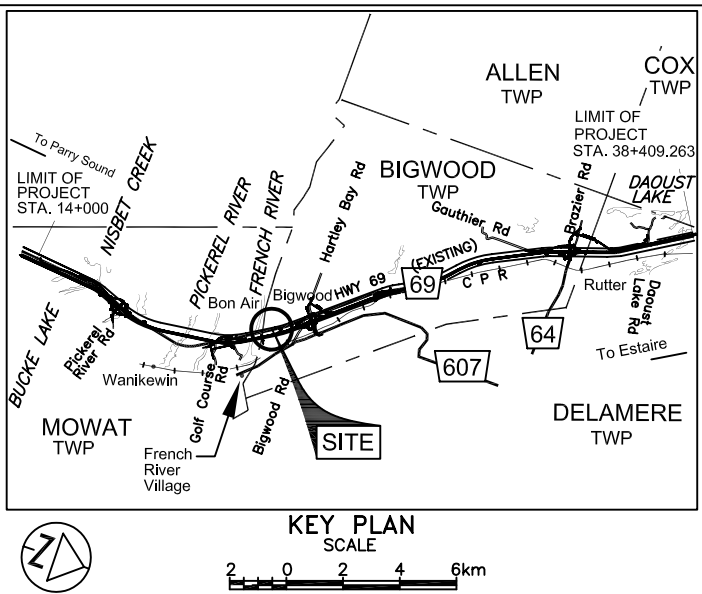 ALLEN
TWP
COX
TWP
LIMIT OF
PROJECT
STA. 38+409.263
To Parry Sound
LIMIT OF
PROJECT
STA. 14+000
NISBET CREEK
PICKEREL RIVER
FRENCH RIVER
Hartley Bay Rd
BIGWOOD
TWP
Gauthier Rd
Brazier Rd
DAOUST
LAKE
Bon Air
Bigwood
HWY 69
(EXISTING)
69
C P R
Rutter
Daoust
Lake Rd
64
To Estaire
BUCKE LAKE
Pickerel
River Rd
Wanikewin
Golf Course
Rd
607
MOWAT
TWP
French
River
Village
Bigwood Rd
SITE
DELAMERE
TWP
KEY PLAN
SCALE
2 0 2 4 6km
N